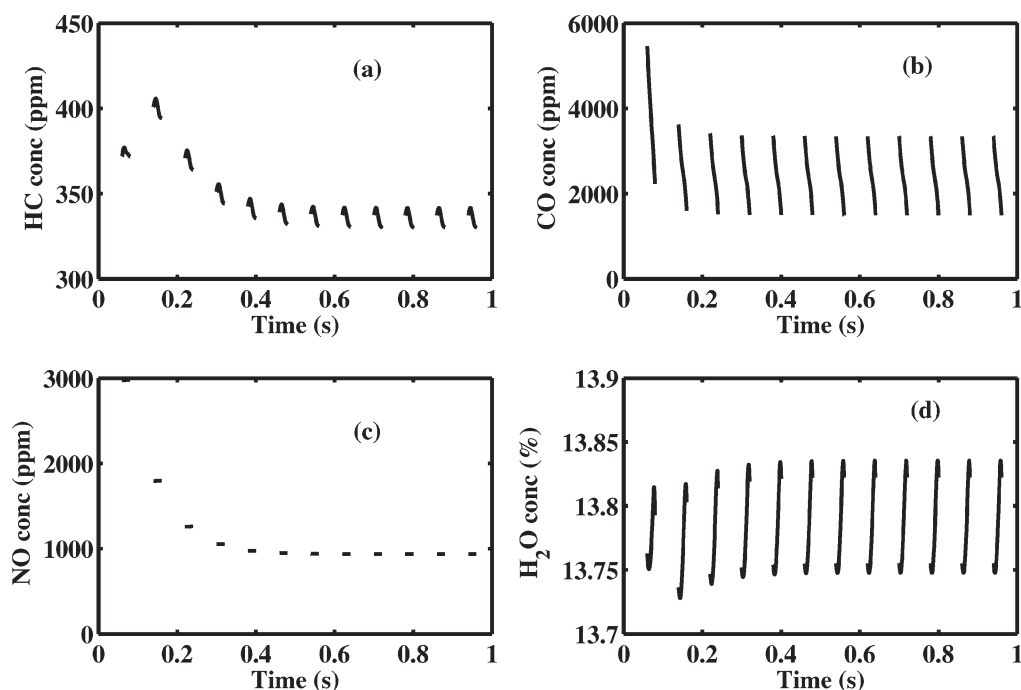 450
400
350
300
HC conc (ppm)
(a)
0 0.2 0.4 0.6 0.8 1
Time (s)
6000
4000
2000
0
CO conc (ppm)
(b)
0 0.2 0.4 0.6 0.8 1
Time (s)
3000
2000
1000
0
NO conc (ppm)
(c)
0 0.2 0.4 0.6 0.8 1
Time (s)
13.9
13.85
13.8
13.75
13.7
H₂O conc (%)
(d)
0 0.2 0.4 0.6 0.8 1
Time (s)